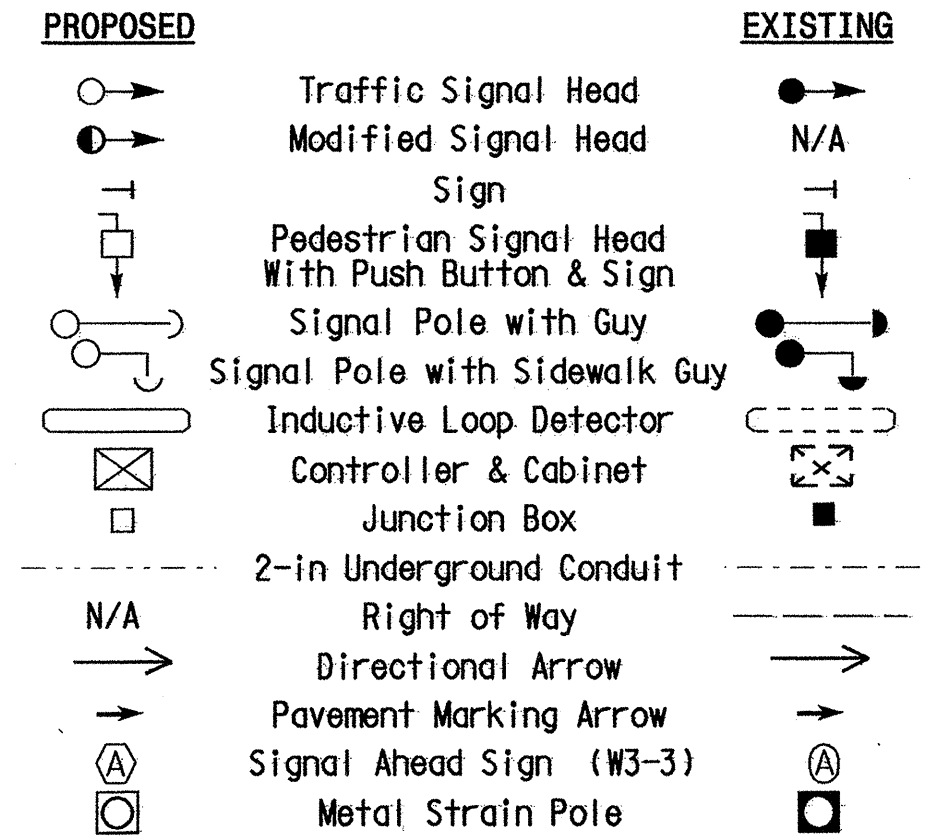 PROPOSED EXISTING
Traffic Signal Head
Modified Signal Head N/A
Sign
Pedestrian Signal Head
With Push Button & Sign
Signal Pole with Guy
Signal Pole with Sidewalk Guy
Inductive Loop Detector
Controller & Cabinet
Junction Box
2-in Underground Conduit
N/A Right of Way
Directional Arrow
Pavement Marking Arrow
A Signal Ahead Sign (W3-3) A
Metal Strain Pole